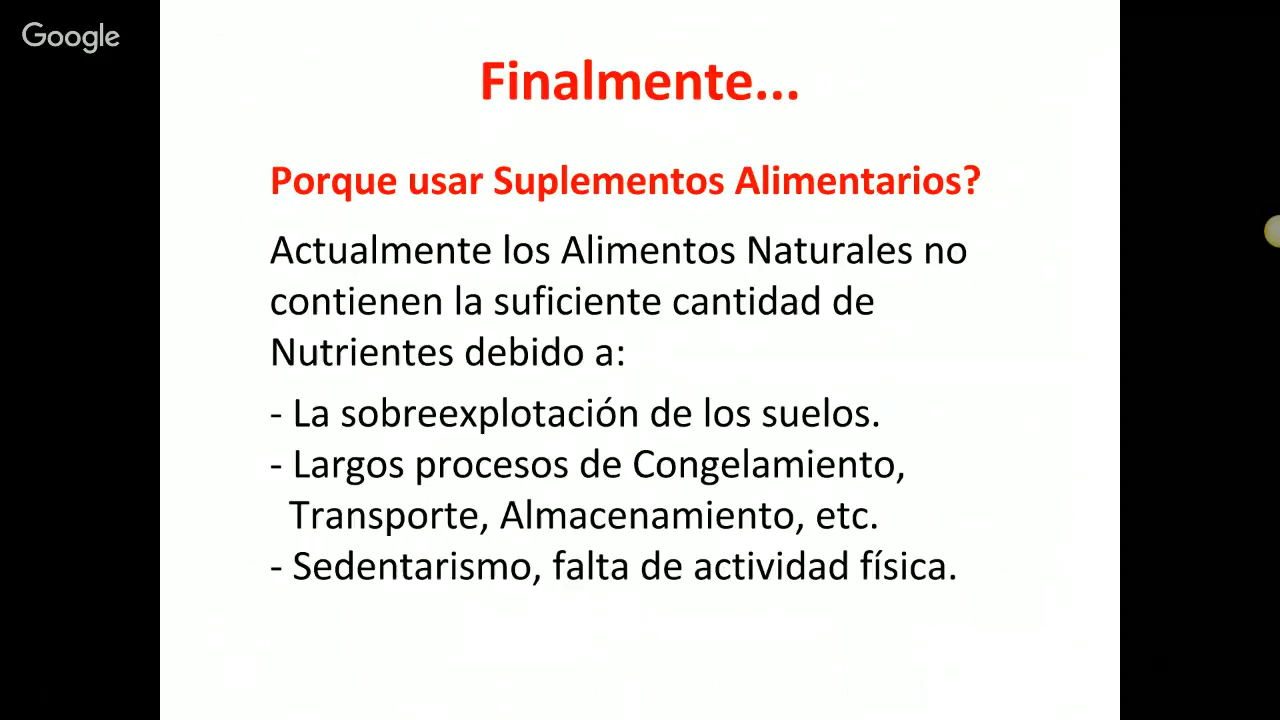 Google
Finalmente...
Porque usar Suplementos Alimentarios?
Actualmente los Alimentos Naturales no
contienen la suficiente cantidad de
Nutrientes debido a:
- La sobreexplotación de los suelos.
- Largos procesos de Congelamiento,
Transporte, Almacenamiento, etc.
- Sedentarismo, falta de actividad física.